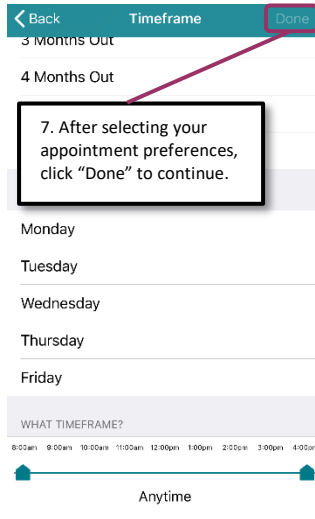 Back Timeframe Done
3 Months Out
4 Months Out
7. After selecting your
appointment preferences,
click “Done” to continue.
Monday
Tuesday
Wednesday
Thursday
Friday
WHAT TIMEFRAME?
8:00am 9:00am 10:00am 11:00am 12:00pm 1:00pm 2:00pm 3:00pm 4:00pm
Anytime